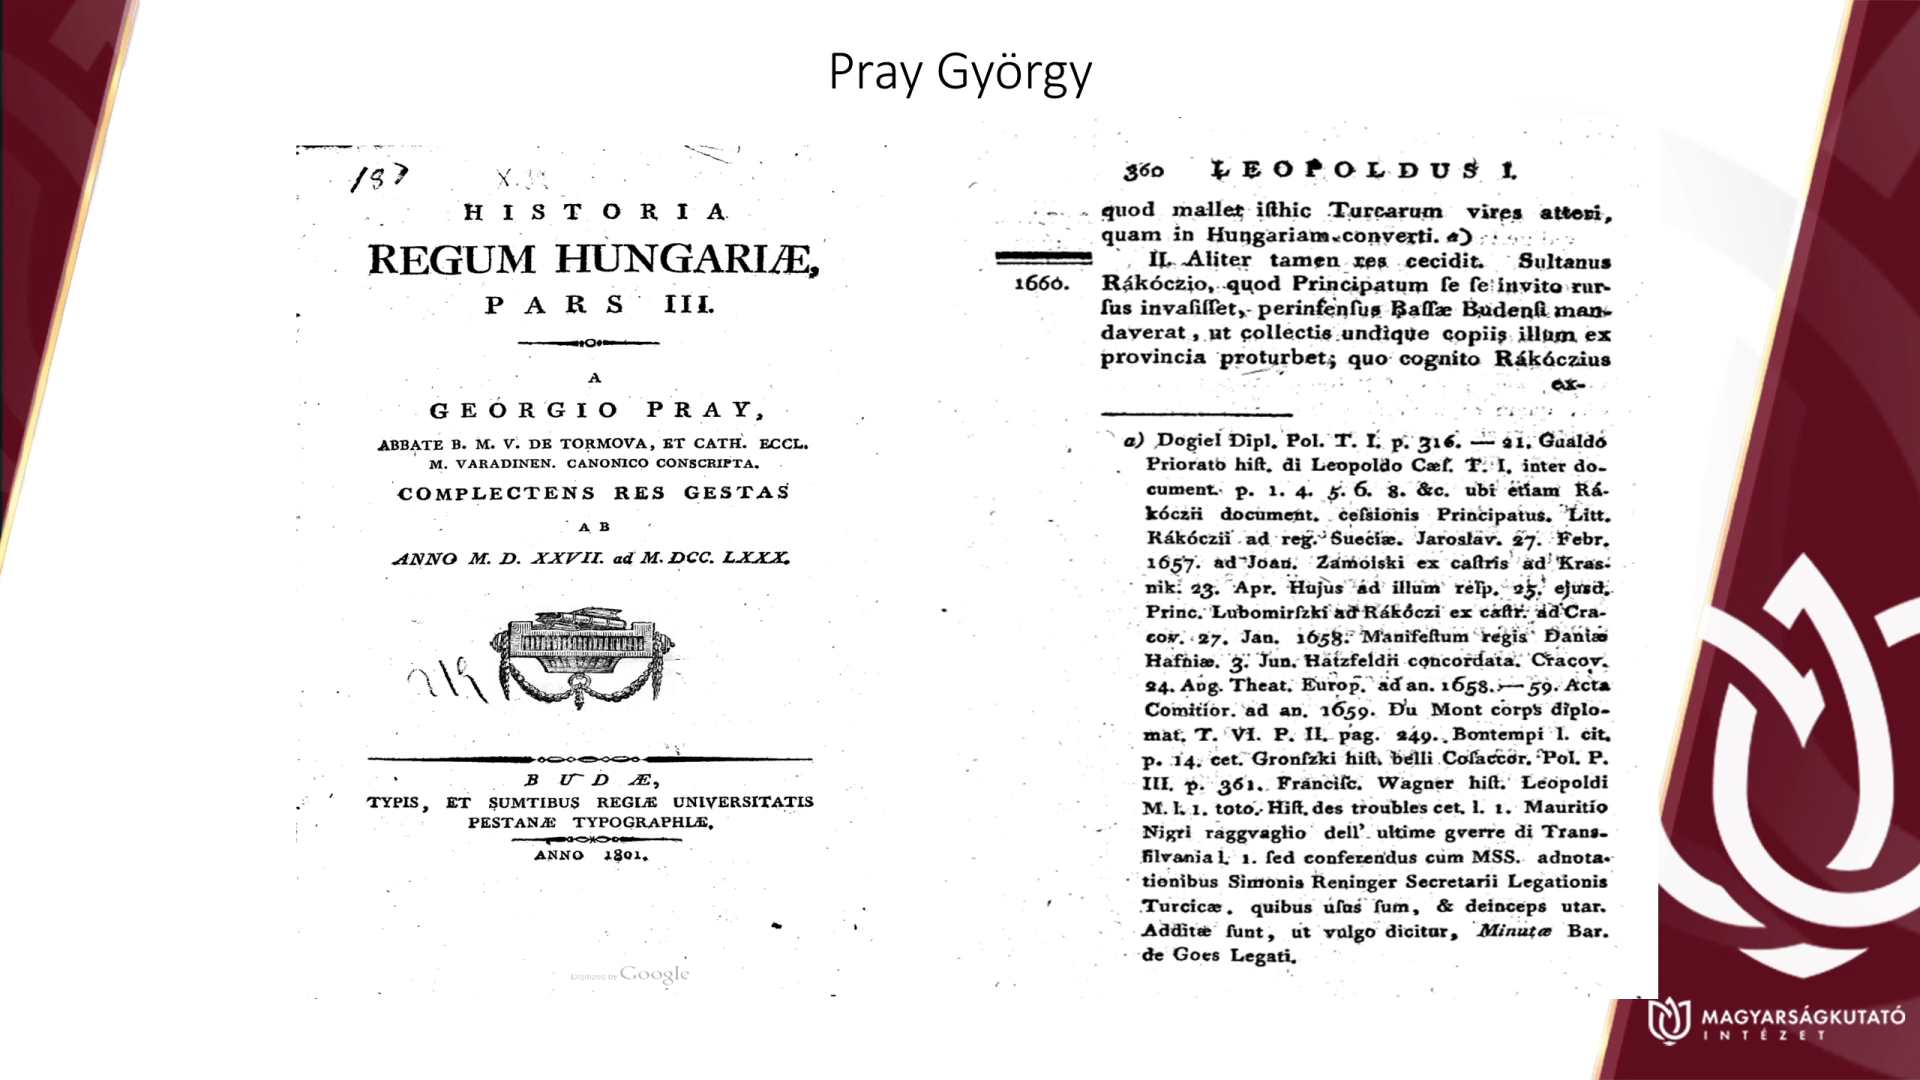 Pray György
187
HISTORIA
REGUM HUNGARIÆ,
PARS III.
A
GEORGIO PRAY,
ABBATE B. M. V. DE TORMOVA, ET CATH. ECCL.
M. VARADINEN. CANONICO CONSCRIPTA.
COMPLECTENS RES GESTAS
AB
ANNO M. D. XXVII. ad M. DCC. LXXX.
BUDÆ,
TYPIS, ET SUMTIBUS REGIÆ UNIVERSITATIS
PESTANÆ TYPOGRAPHIÆ.
ANNO 1801.
Digitized by Google
360 LEOPOLDUS I.
quod mallet iſthic Turcarum vires atteri,
quam in Hungariam converti. a)
II. Aliter tamen res cecidit. Sultanus
1660. Rákóczio, quod Principatum ſe ſe invito rur-
ſus invaſiſſet, perinfenſus Baſſæ Budenſi man-
daverat, ut collectis undique copiis illum ex
provincia proturbet; quo cognito Rákóczius
ex-
a) Dogiel Dipl. Pol. T. I. p. 316. — 21. Gualdo
Priorato hiſt. di Leopoldo Cæſ. T. I. inter do-
cument. p. 1. 4. 5. 6. 8. &c. ubi etiam Rá-
kóczii document. ceſsionis Principatus. Litt.
Rákóczii ad reg. Sueciæ. Jaroslav. 27. Febr.
1657. ad Joan. Zamolski ex caſtris ad Kras-
nik. 23. Apr. Hujus ad illum reſp. 25. ejusd.
Princ. Lubomirſzki ad Rákóczi ex caſtr. ad Cra-
cov. 27. Jan. 1658. Manifeſtum regis Daniæ
Hafniæ. 3. Jun. Hatzfeldii concordata. Cracov.
24. Aug. Theat. Europ. ad an. 1658. — 59. Acta
Comitior. ad an. 1659. Du Mont corps diplo-
mat. T. VI. P. II. pag. 249. Bontempi l. cit.
p. 14. cet. Gronſzki hiſt. belli Coſaccor. Pol. P.
III. p. 361. Franciſc. Wagner hiſt. Leopoldi
M. l. 1. toto. Hiſt. des troubles cet. l. 1. Mauritio
Nigri raggvaglio dell' ultime gverre di Trans-
ſilvania l. 1. ſed conferendus cum MSS. adnota-
tionibus Simonis Reninger Secretarii Legationis
Turcicæ, quibus uſus ſum, & deinceps utar.
Additæ ſunt, ut vulgo dicitur, Minutæ Bar.
de Goes Legati.
MAGYARSÁGKUTATÓ
INTÉZET